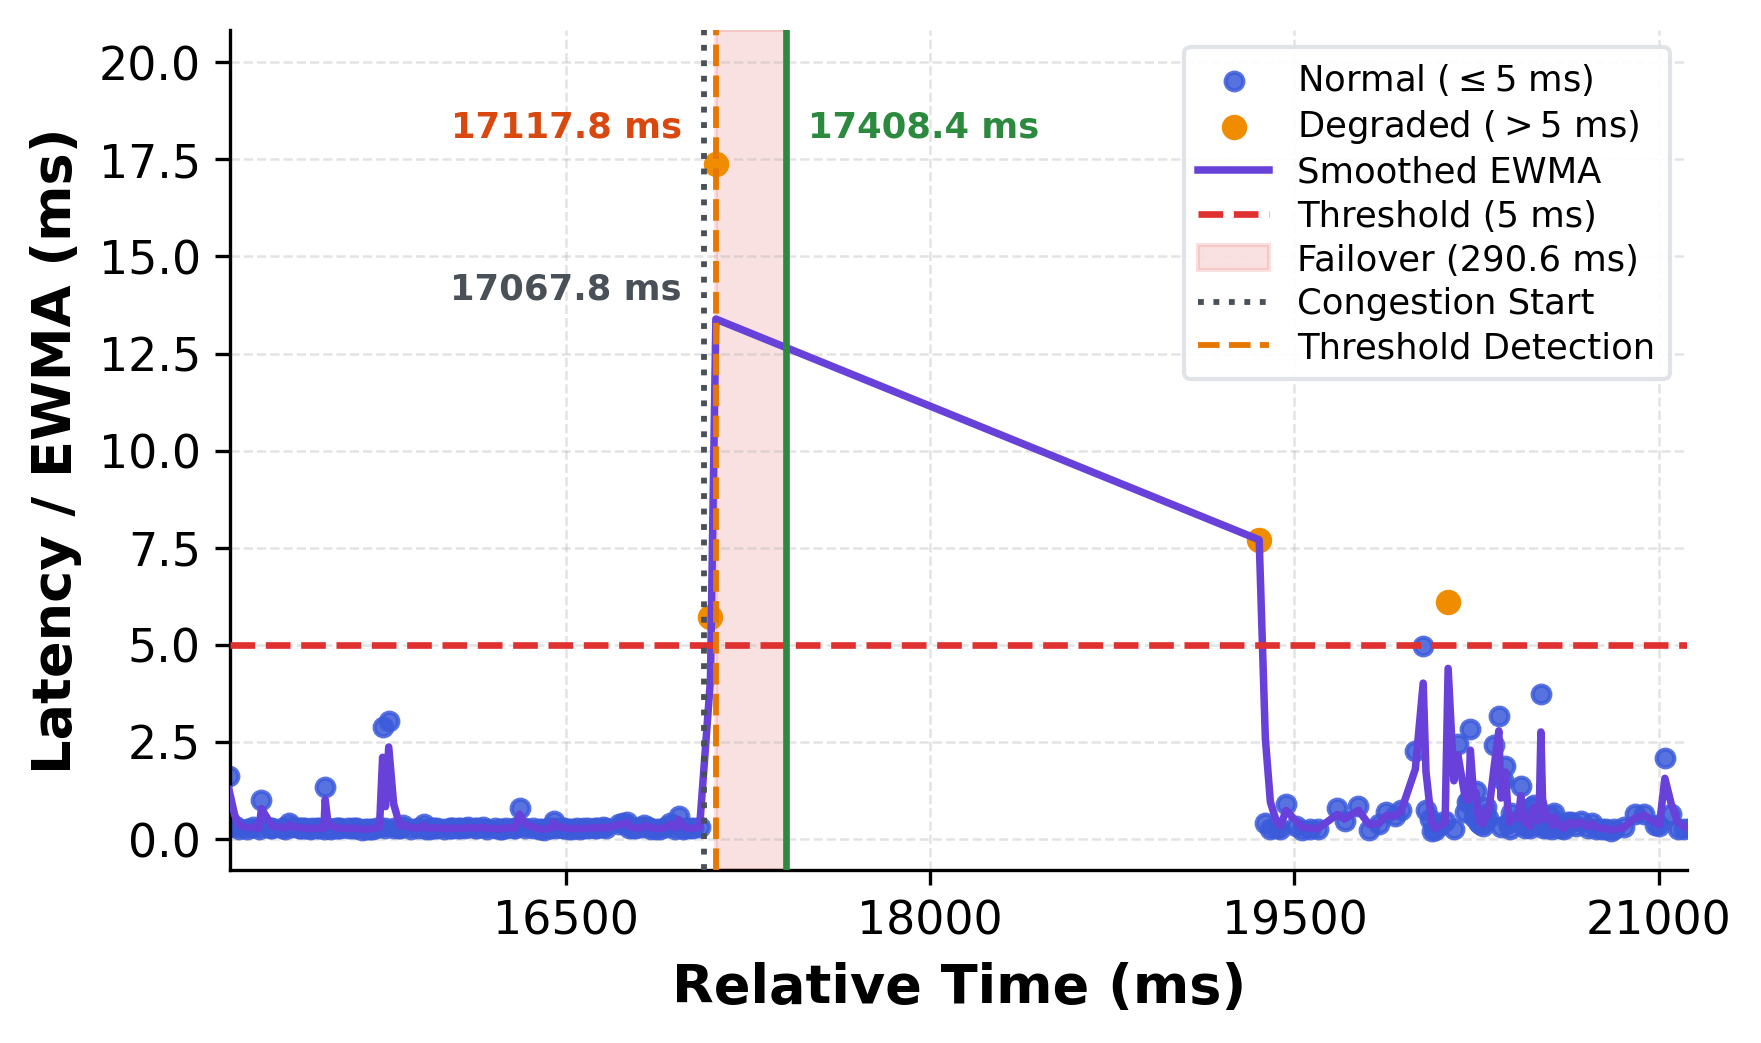 20.0
17.5
15.0
12.5
10.0
7.5
5.0
2.5
0.0
Latency / EWMA (ms)
17117.8 ms
17408.4 ms
17067.8 ms
Normal (≤5 ms)
Degraded (>5 ms)
Smoothed EWMA
Threshold (5 ms)
Failover (290.6 ms)
Congestion Start
Threshold Detection
16500
18000
19500
21000
Relative Time (ms)